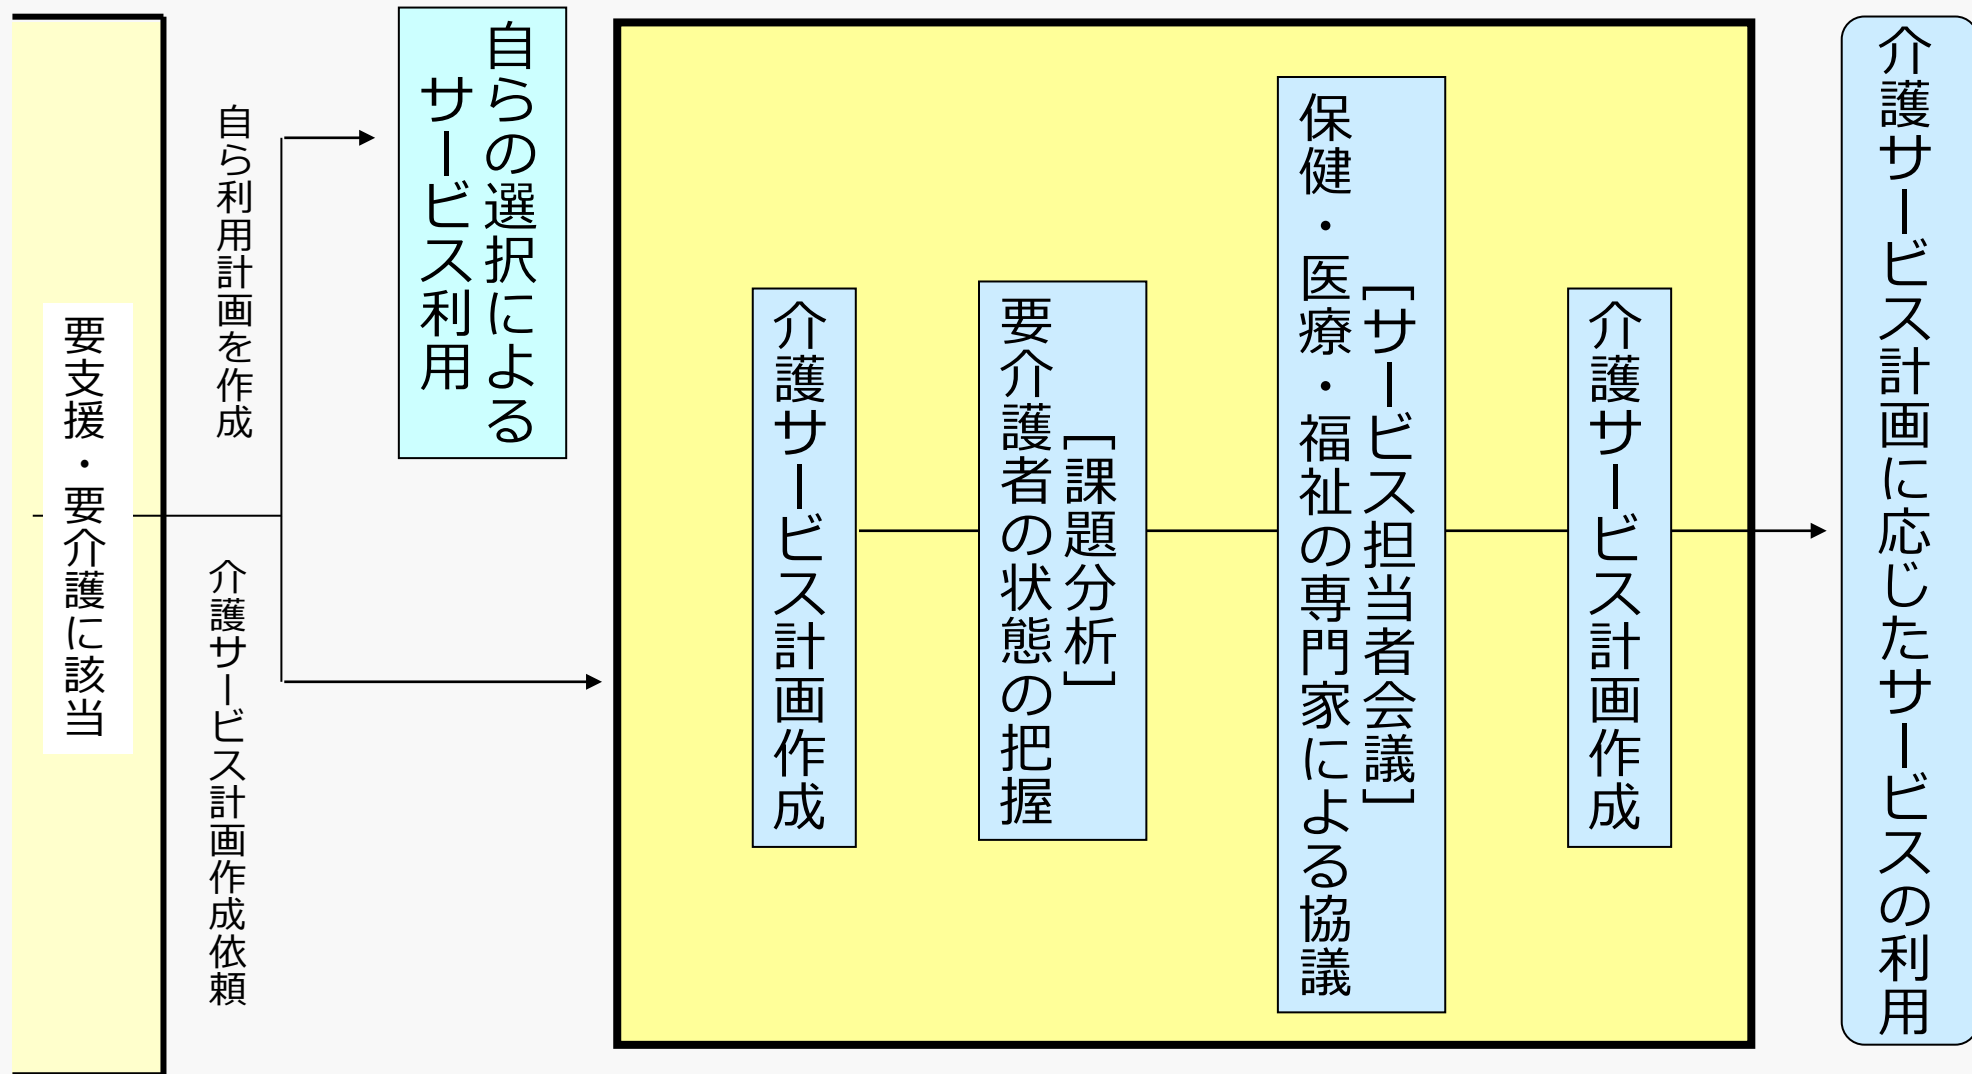 要支援・要介護に該当
自ら利用計画を作成
介護サービス計画作成依頼
自らの選択による
サービス利用
介護サービス計画作成
［課題分析］
要介護者の状態の把握
［サービス担当者会議］
保健・医療・福祉の専門家による協議
介護サービス計画作成
介護サービス計画に応じたサービスの利用